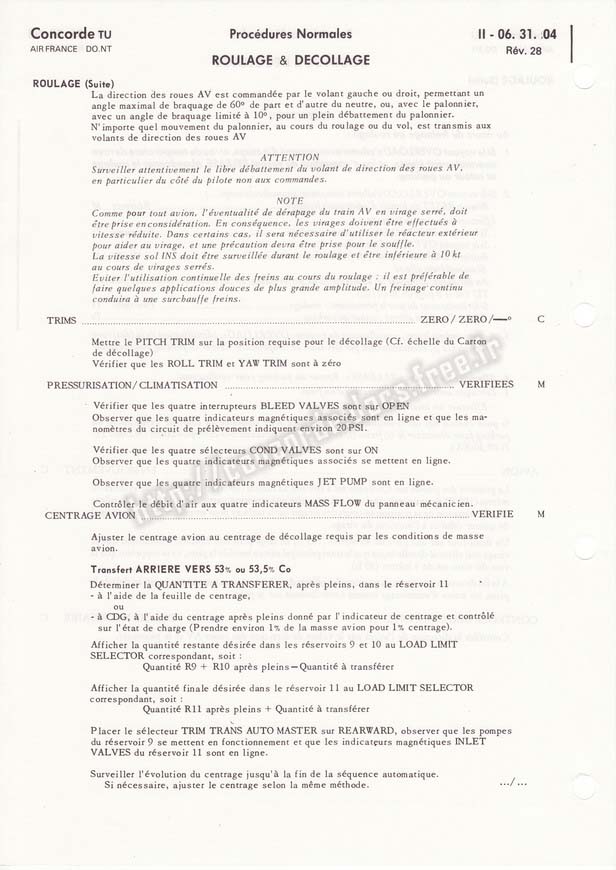 Concorde TU
AIR FRANCE DO.NT
Procédures Normales
ROULAGE & DECOLLAGE
II - 06. 31. 04
Rév. 28
ROULAGE (Suite)
La direction des roues AV est commandée par le volant gauche ou droit, permettant un
angle maximal de braquage de 60° de part et d'autre du neutre, ou, avec le palonnier,
avec un angle de braquage limité à 10°, pour un plein débattement du palonnier.
N'importe quel mouvement du palonnier, au cours du roulage ou du vol, est transmis aux
volants de direction des roues AV
ATTENTION
Surveiller attentivement le libre débattement du volant de direction des roues AV,
en particulier du côté du pilote non aux commandes.
NOTE
Comme pour tout avion, l'éventualité de dérapage du train AV en virage serré, doit
être prise en considération. En conséquence, les virages doivent être effectués à
vitesse réduite. Dans certains cas, il sera nécessaire d'utiliser le réacteur extérieur
pour aider au virage, et une précaution devra être prise pour le souffle.
La vitesse sol INS doit être surveillée durant le roulage et être inférieure à 10 kt
au cours de virages serrés.
Eviter l'utilisation continuelle des freins au cours du roulage ; il est préférable de
faire quelques applications douces de plus grande amplitude. Un freinage continu
conduira à une surchauffe freins.
TRIMS ........ ZERO / ZERO /—° C
Mettre le PITCH TRIM sur la position requise pour le décollage (Cf. échelle du Carton
de décollage)
Vérifier que les ROLL TRIM et YAW TRIM sont à zéro
PRESSURISATION/CLIMATISATION ........ VERIFIEES M
Vérifier que les quatre interrupteurs BLEED VALVES sont sur OPEN
Observer que les quatre indicateurs magnétiques associés sont en ligne et que les ma-
nomètres du circuit de prélèvement indiquent environ 20 PSI.
Vérifier que les quatre sélecteurs COND VALVES sont sur ON
Observer que les quatre indicateurs magnétiques associés se mettent en ligne.
Observer que les quatre indicateurs magnétiques JET PUMP sont en ligne.
Contrôler le débit d'air aux quatre indicateurs MASS FLOW du panneau mécanicien.
CENTRAGE AVION ........ VERIFIE M
Ajuster le centrage avion au centrage de décollage requis par les conditions de masse
avion.
Transfert ARRIERE VERS 53% ou 53,5% Co
Déterminer la QUANTITE A TRANSFERER, après pleins, dans le réservoir 11
- à l'aide de la feuille de centrage,
ou
- à CDG, à l'aide du centrage après pleins donné par l'indicateur de centrage et contrôlé
sur l'état de charge (Prendre environ 1% de la masse avion pour 1% centrage).
Afficher la quantité restante désirée dans les réservoirs 9 et 10 au LOAD LIMIT
SELECTOR correspondant, soit :
Quantité R9 + R10 après pleins — Quantité à transférer
Afficher la quantité finale désirée dans le réservoir 11 au LOAD LIMIT SELECTOR
correspondant, soit :
Quantité R11 après pleins + Quantité à transférer
Placer le sélecteur TRIM TRANS AUTO MASTER sur REARWARD, observer que les pompes
du réservoir 9 se mettent en fonctionnement et que les indicateurs magnétiques INLET
VALVES du réservoir 11 sont en ligne.
Surveiller l'évolution du centrage jusqu'à la fin de la séquence automatique.
Si nécessaire, ajuster le centrage selon la même méthode.
.../...